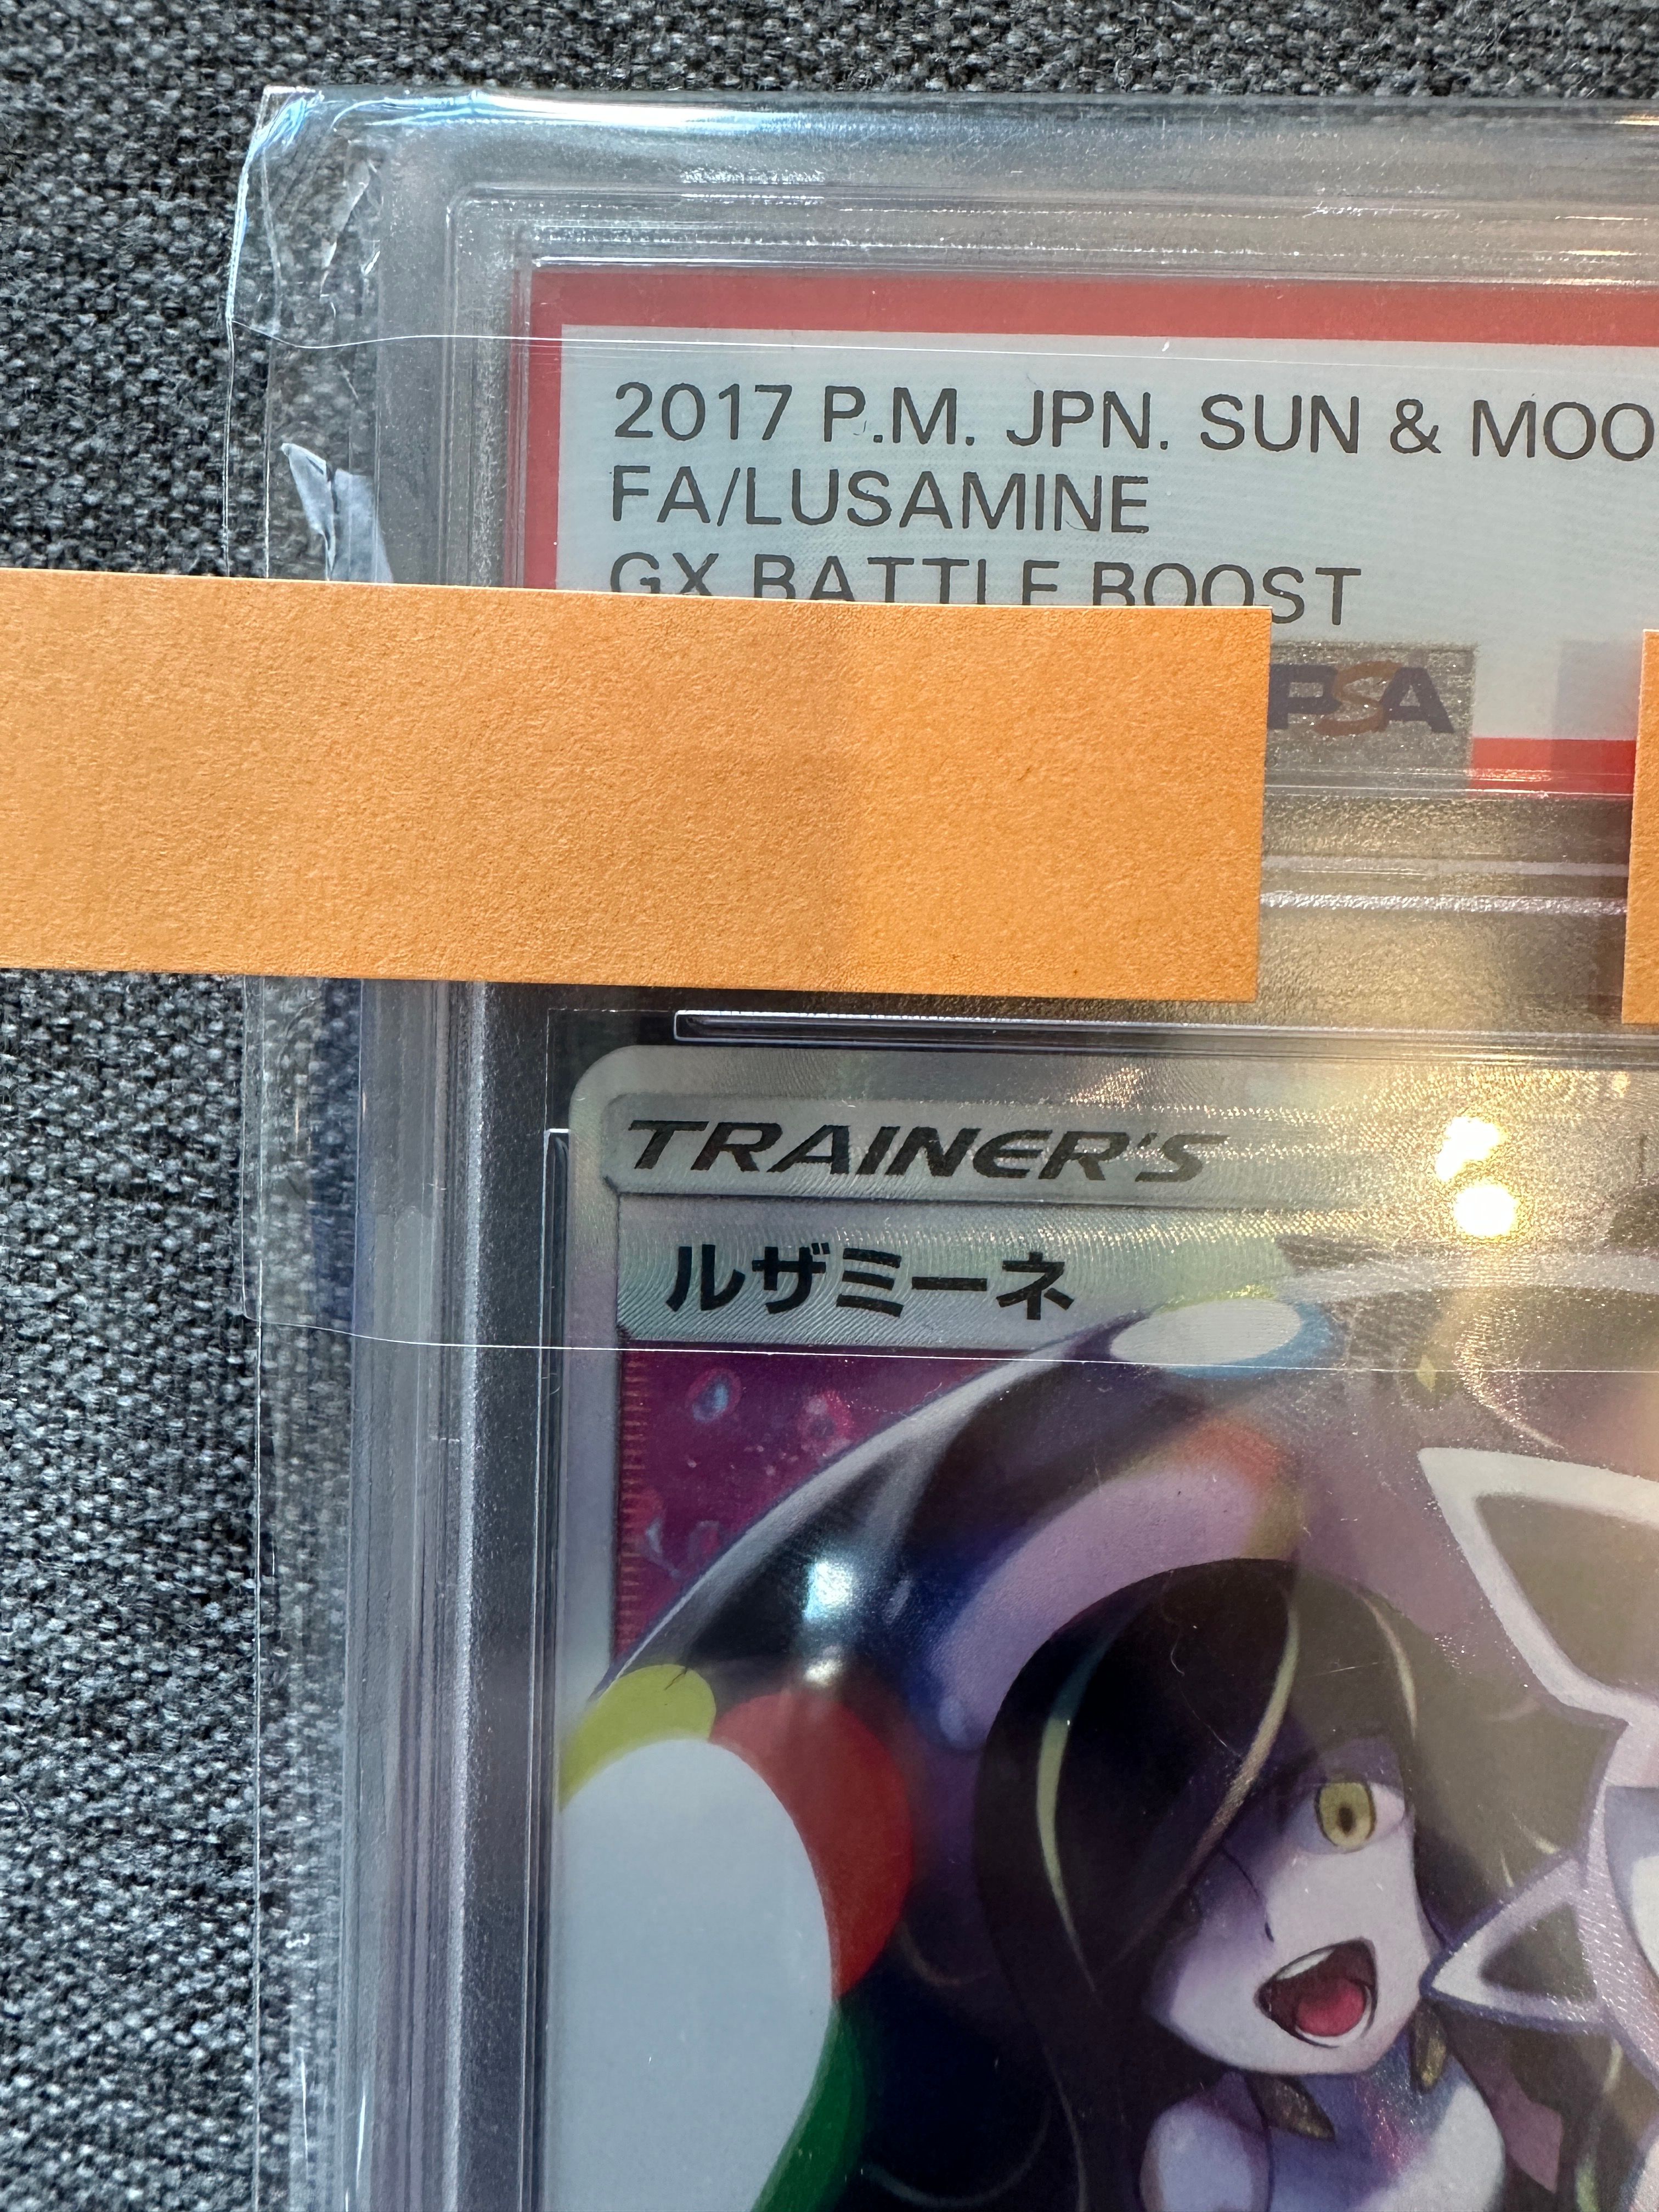 2017 P.M. JPN. SUN & MOO
FA/LUSAMINE
GX BATTLE BOOST
PSA
TRAINER'S
ルザミーネ